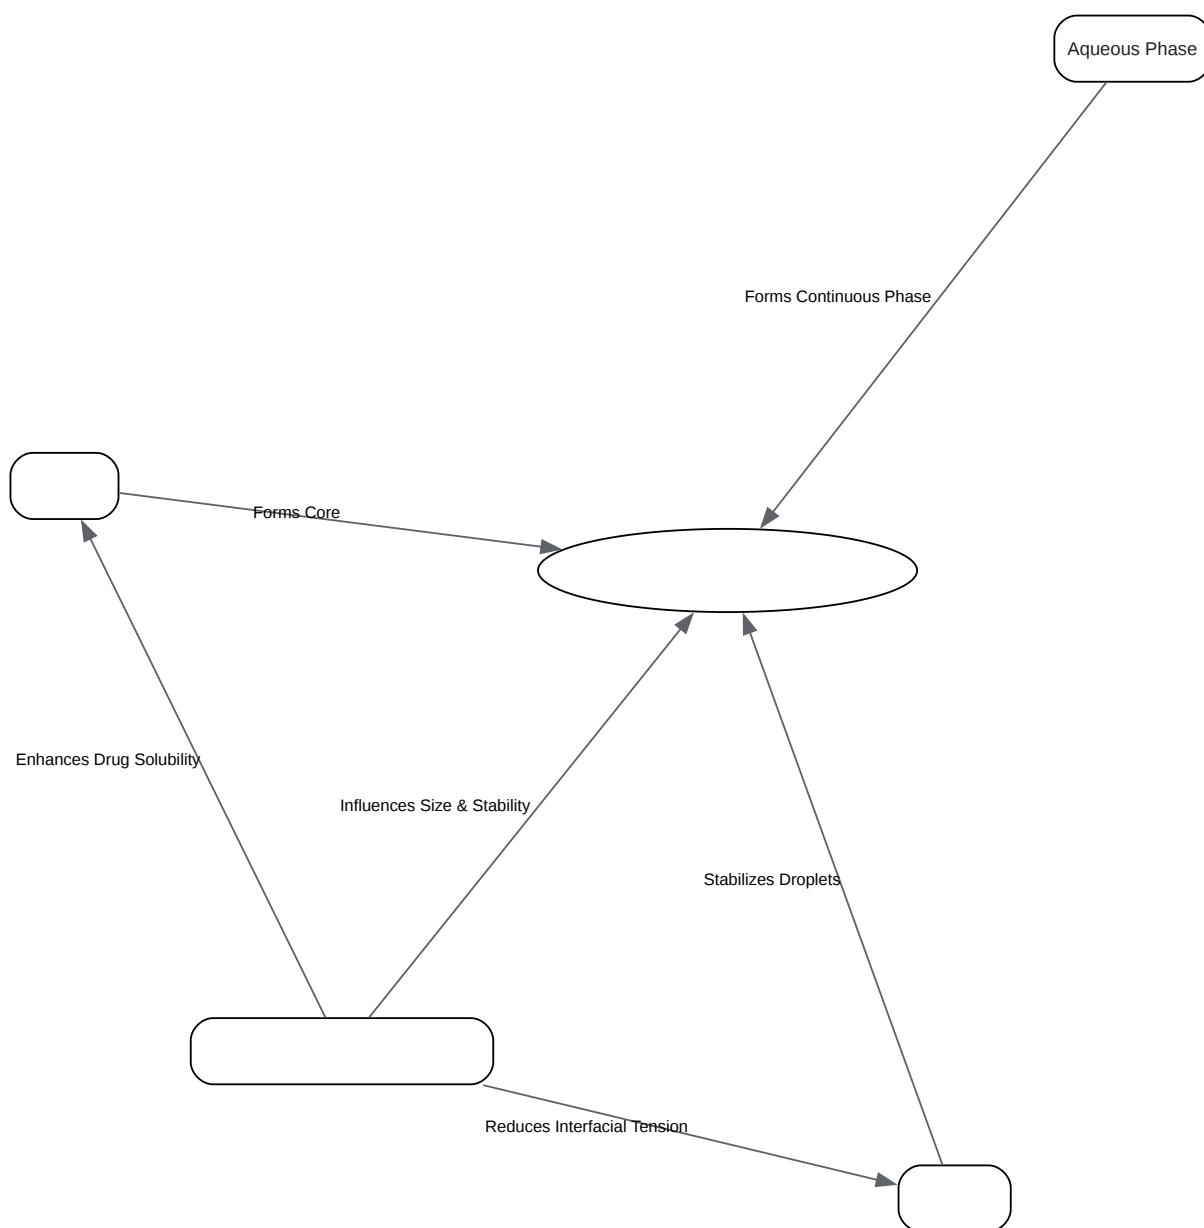 Aqueous Phase
Forms Continuous Phase
Forms Core
Enhances Drug Solubility
Influences Size & Stability
Stabilizes Droplets
Reduces Interfacial Tension